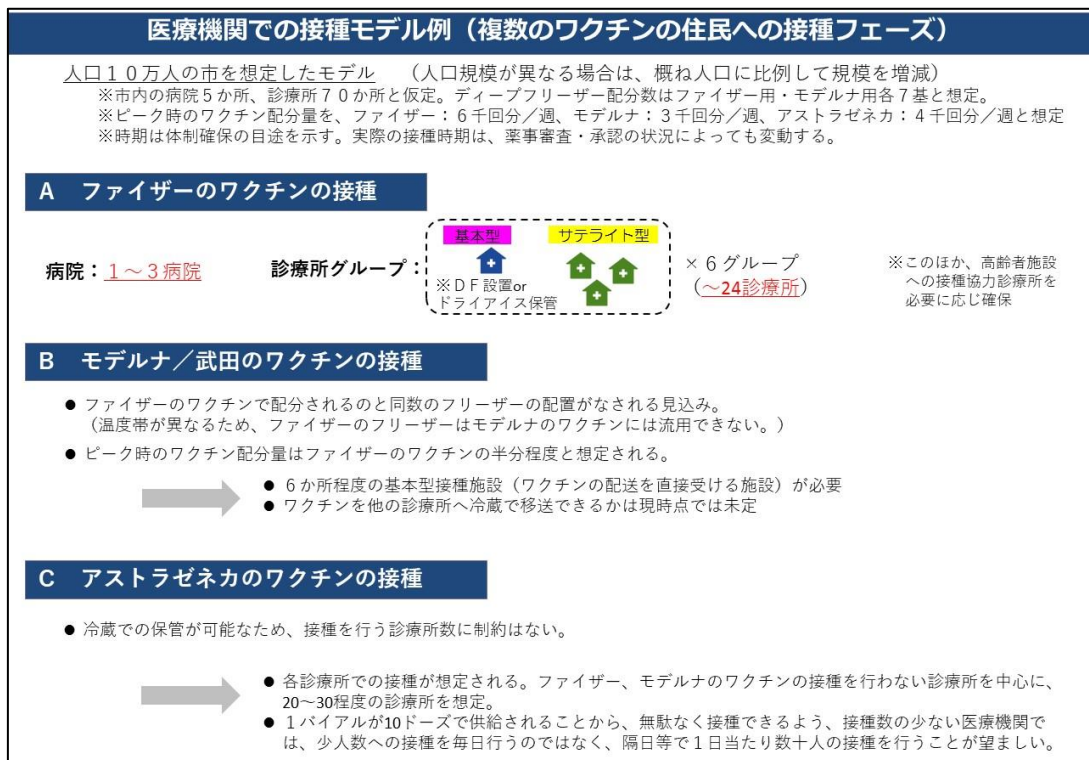 医療機関での接種モデル例（複数のワクチンの住民への接種フェーズ）
人口１０万人の市を想定したモデル　（人口規模が異なる場合は、概ね人口に比例して規模を増減）
※市内の病院５か所、診療所７０か所と仮定。ディープフリーザー配分数はファイザー用・モデルナ用各７基と想定。
※ピーク時のワクチン配分量を、ファイザー：６千回分／週、モデルナ：３千回分／週、アストラゼネカ：４千回分／週と想定
※時期は体制確保の目途を示す。実際の接種時期は、薬事審査・承認の状況によっても変動する。
A　ファイザーのワクチンの接種
病院：１～３病院
診療所グループ：
基本型
※ＤＦ設置or
ドライアイス保管
サテライト型
×６グループ
（～24診療所）
※このほか、高齢者施設
への接種協力診療所を
必要に応じ確保
B　モデルナ／武田のワクチンの接種
● ファイザーのワクチンで配分されるのと同数のフリーザーの配置がなされる見込み。
（温度帯が異なるため、ファイザーのフリーザーはモデルナのワクチンには流用できない。）
● ピーク時のワクチン配分量はファイザーのワクチンの半分程度と想定される。
● ６か所程度の基本型接種施設（ワクチンの配送を直接受ける施設）が必要
● ワクチンを他の診療所へ冷蔵で移送できるかは現時点では未定
C　アストラゼネカのワクチンの接種
● 冷蔵での保管が可能なため、接種を行う診療所数に制約はない。
● 各診療所での接種が想定される。ファイザー、モデルナのワクチンの接種を行わない診療所を中心に、
20～30程度の診療所を想定。
● １バイアルが10ドーズで供給されることから、無駄なく接種できるよう、接種数の少ない医療機関で
は、少人数への接種を毎日行うのではなく、隔日等で１日当たり数十人の接種を行うことが望ましい。